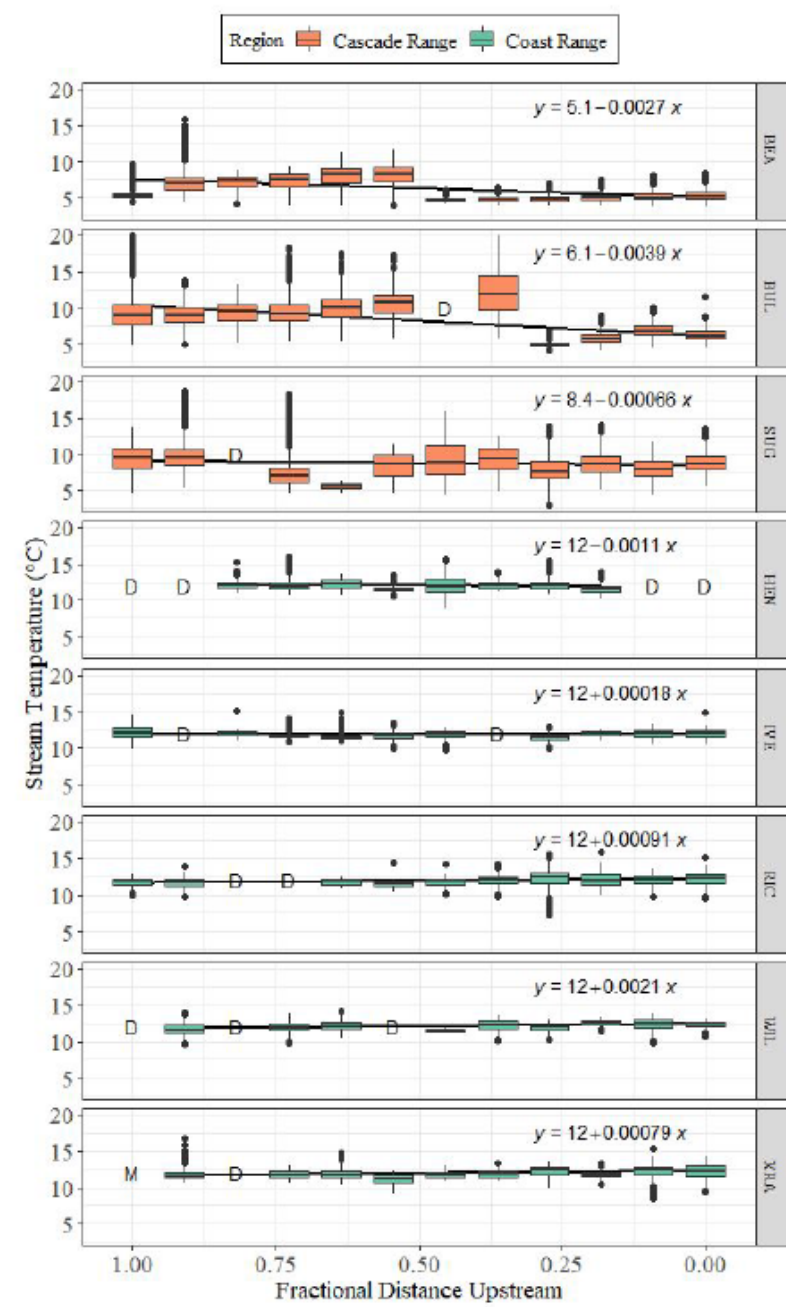 Region Cascade Range Coast Range
20
15
10
5
y = 5.1−0.0027 x
BEA
20
15
10
5
D
y = 6.1−0.0039 x
BUL
20
15
10
5
D
y = 8.4−0.00066 x
SUG
20
15
10
5
D D D D
y = 12−0.0011 x
HEN
20
15
10
5
D D
y = 12+0.00018 x
IVE
20
15
10
5
D D
y = 12+0.00091 x
RIC
20
15
10
5
D D D
y = 12+0.0021 x
WIL
20
15
10
5
M D
y = 12+0.00079 x
Stream Temperature (°C)
1.00 0.75 0.50 0.25 0.00
Fractional Distance Upstream